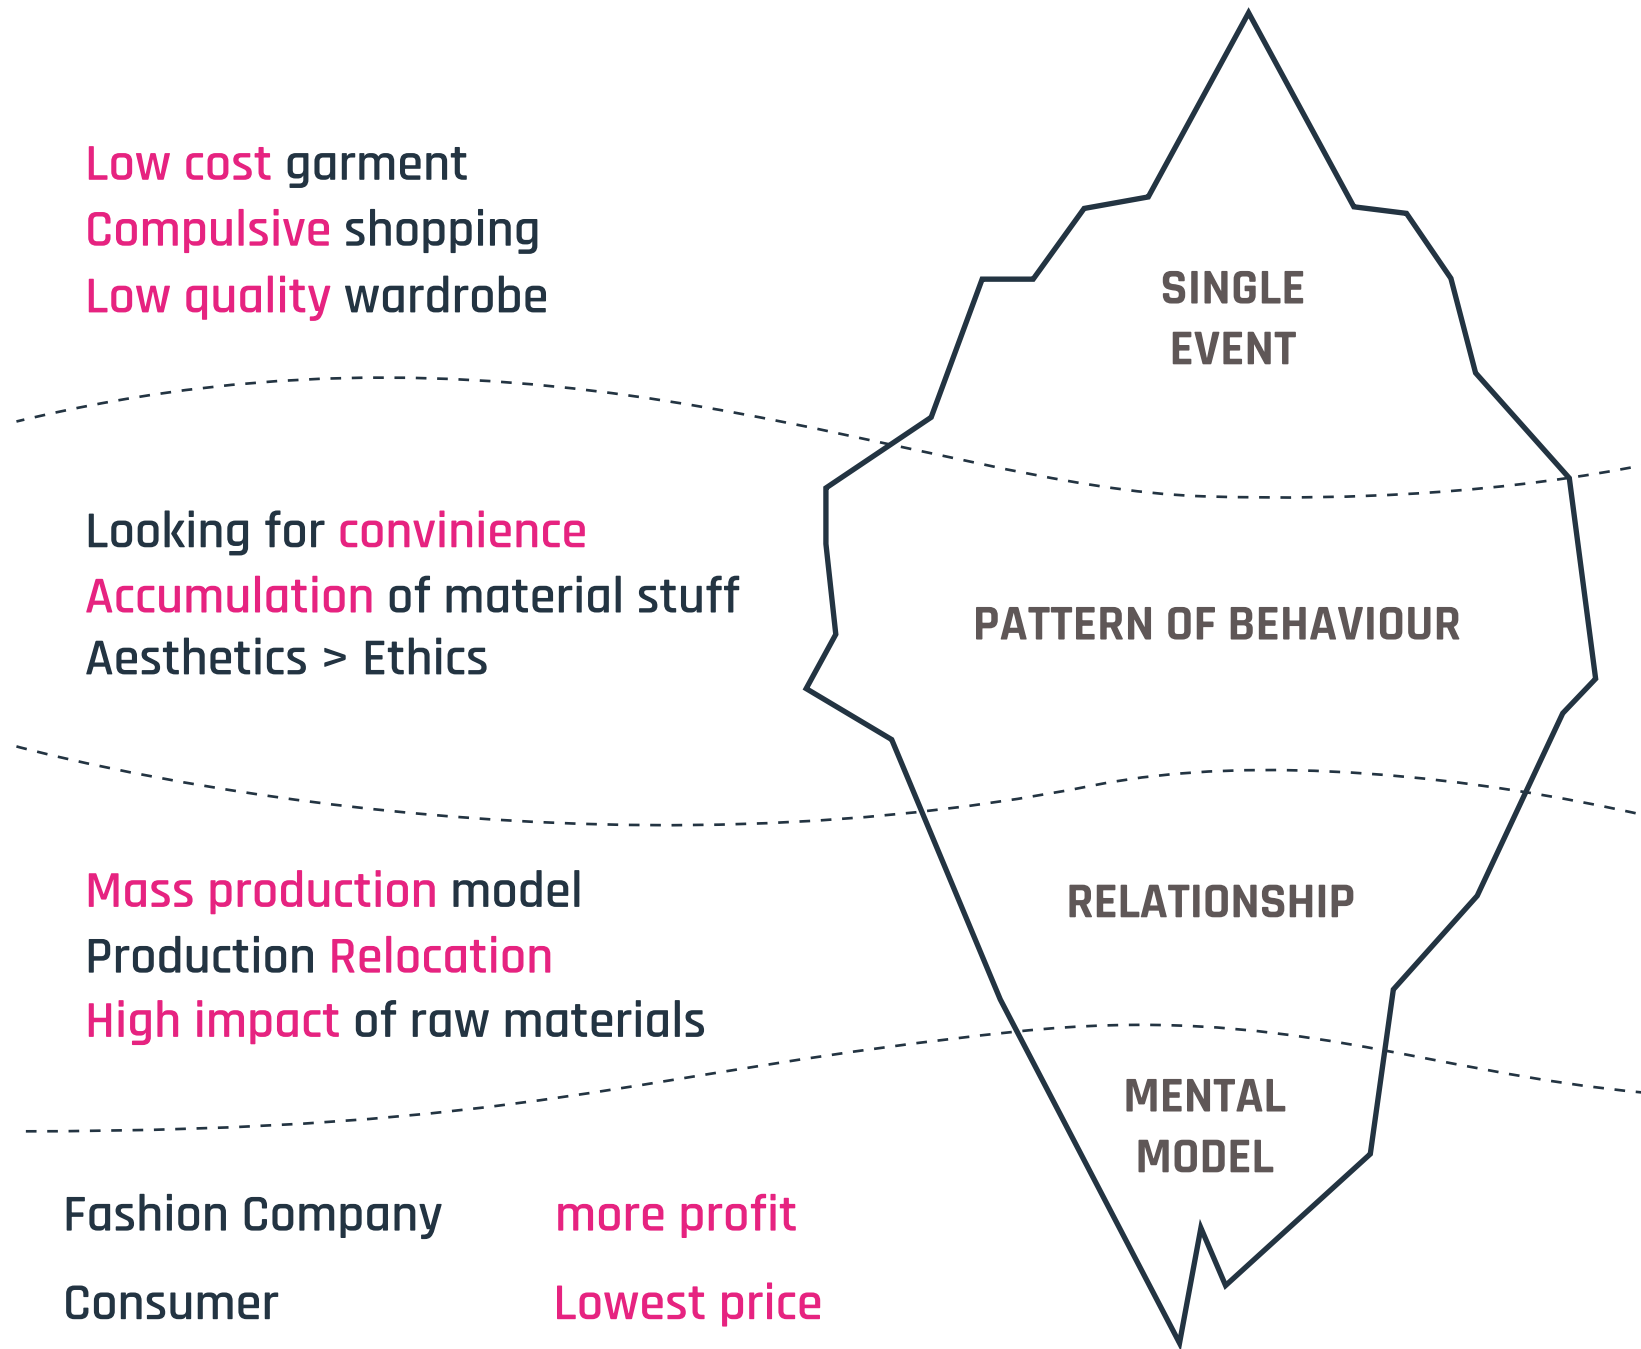 Low cost garment
Compulsive shopping
Low quality wardrobe
SINGLE
EVENT
Looking for convinience
Accumulation of material stuff
Aesthetics > Ethics
PATTERN OF BEHAVIOUR
Mass production model
Production Relocation
High impact of raw materials
RELATIONSHIP
MENTAL
MODEL
Fashion Company more profit
Consumer Lowest price